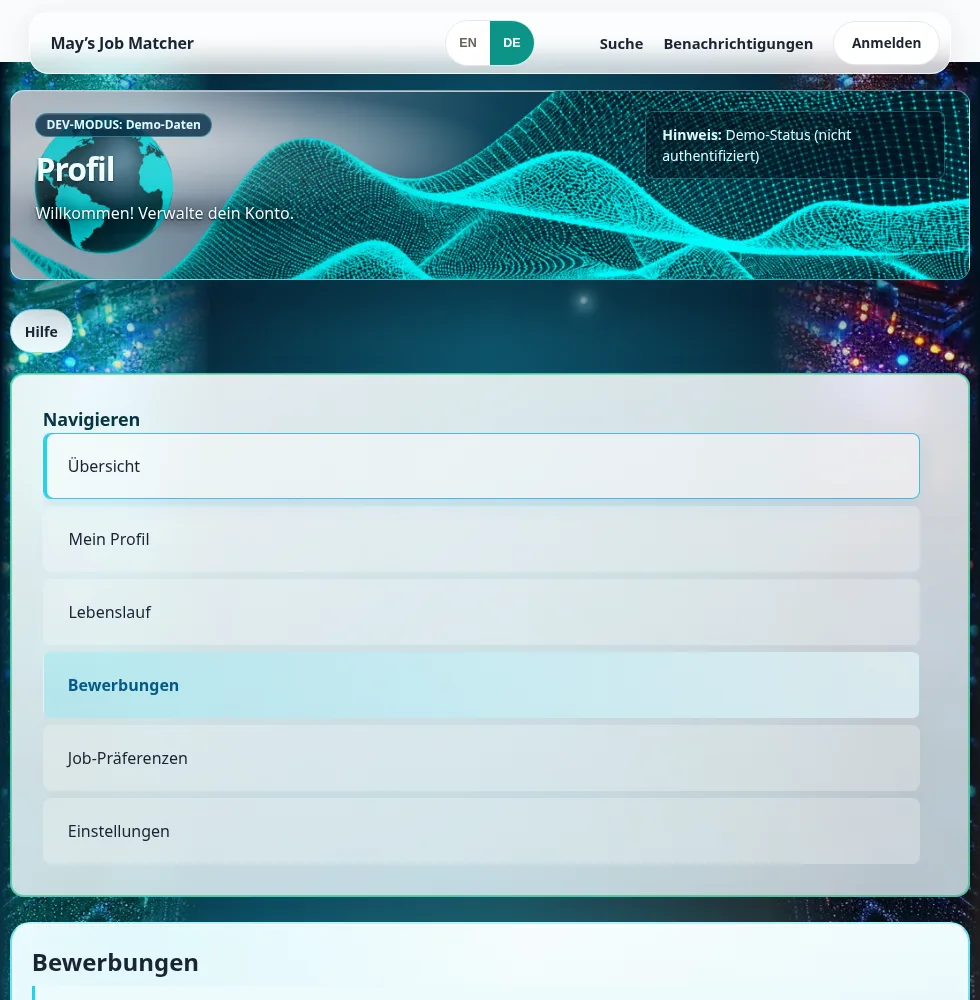 May’s Job Matcher
EN
DE
Suche
Benachrichtigungen
Anmelden
DEV-MODUS: Demo-Daten
Profil
Willkommen! Verwalte dein Konto.
Hinweis: Demo-Status (nicht
authentifiziert)
Hilfe
Navigieren
Übersicht
Mein Profil
Lebenslauf
Bewerbungen
Job-Präferenzen
Einstellungen
Bewerbungen